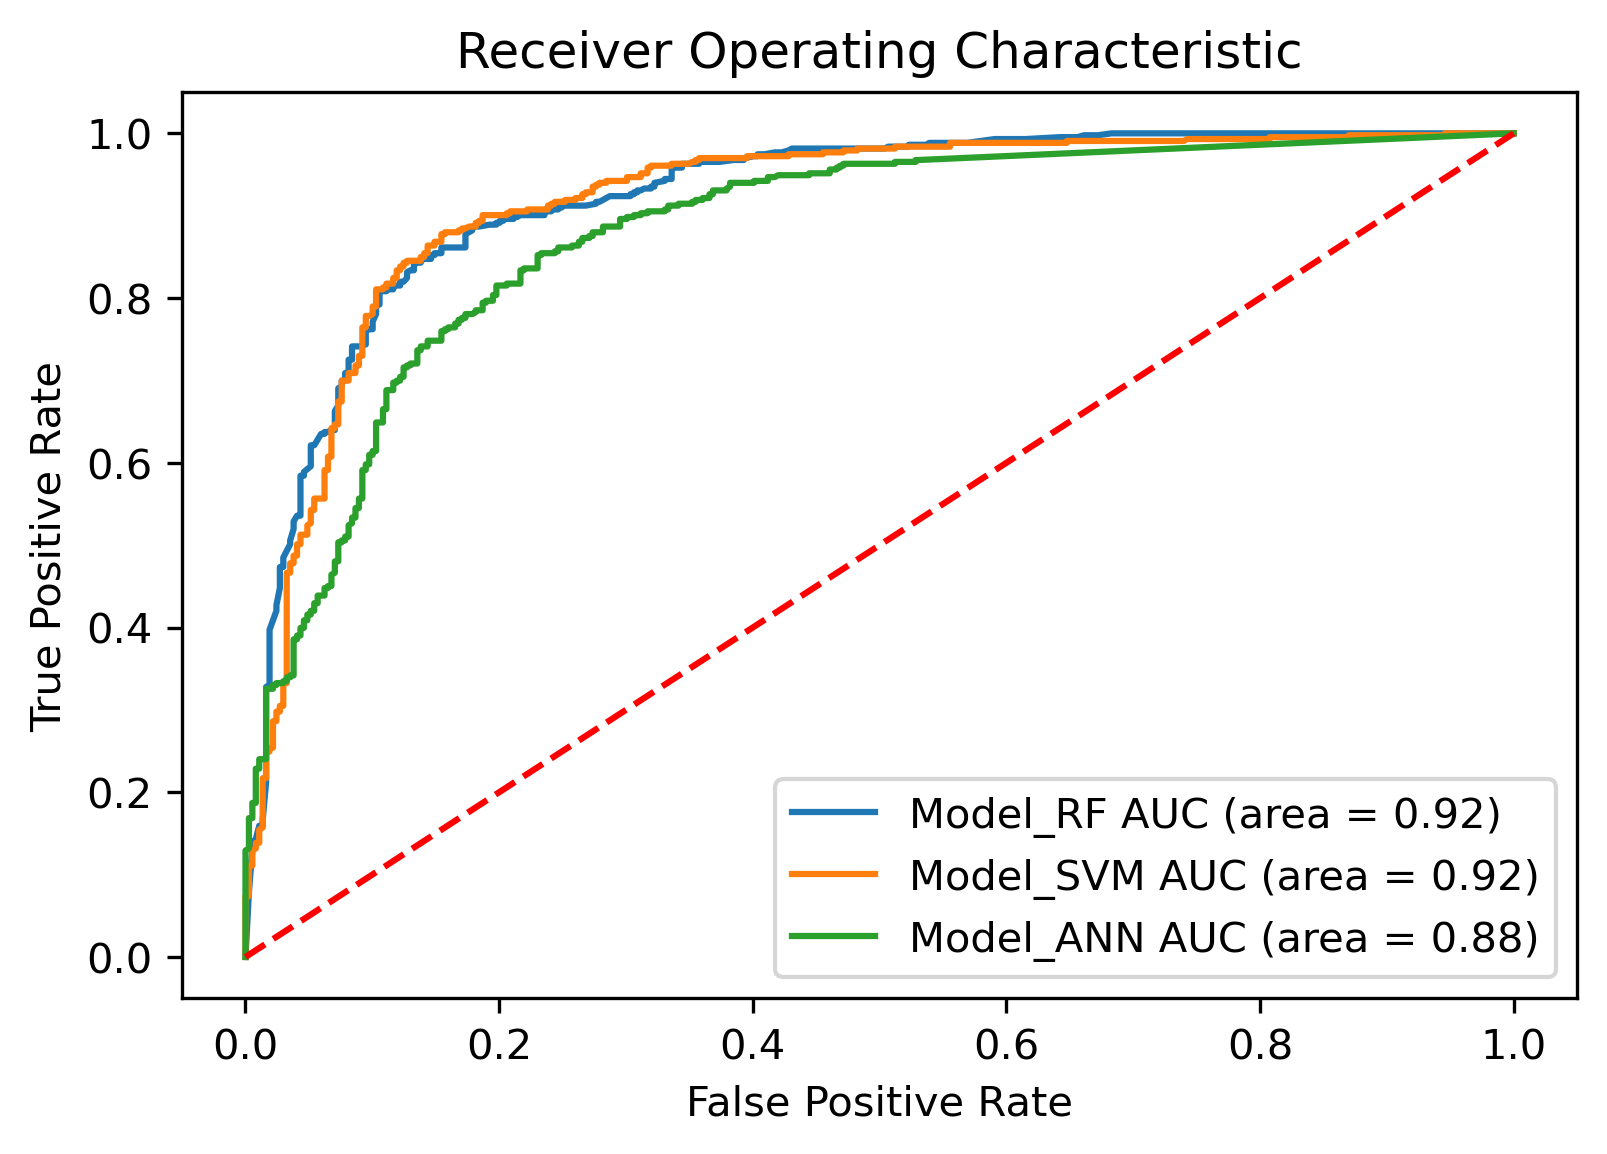 Receiver Operating Characteristic
1.0
0.8
0.6
0.4
0.2
0.0
True Positive Rate
Model_RF AUC (area = 0.92)
Model_SVM AUC (area = 0.92)
Model_ANN AUC (area = 0.88)
0.0 0.2 0.4 0.6 0.8 1.0
False Positive Rate